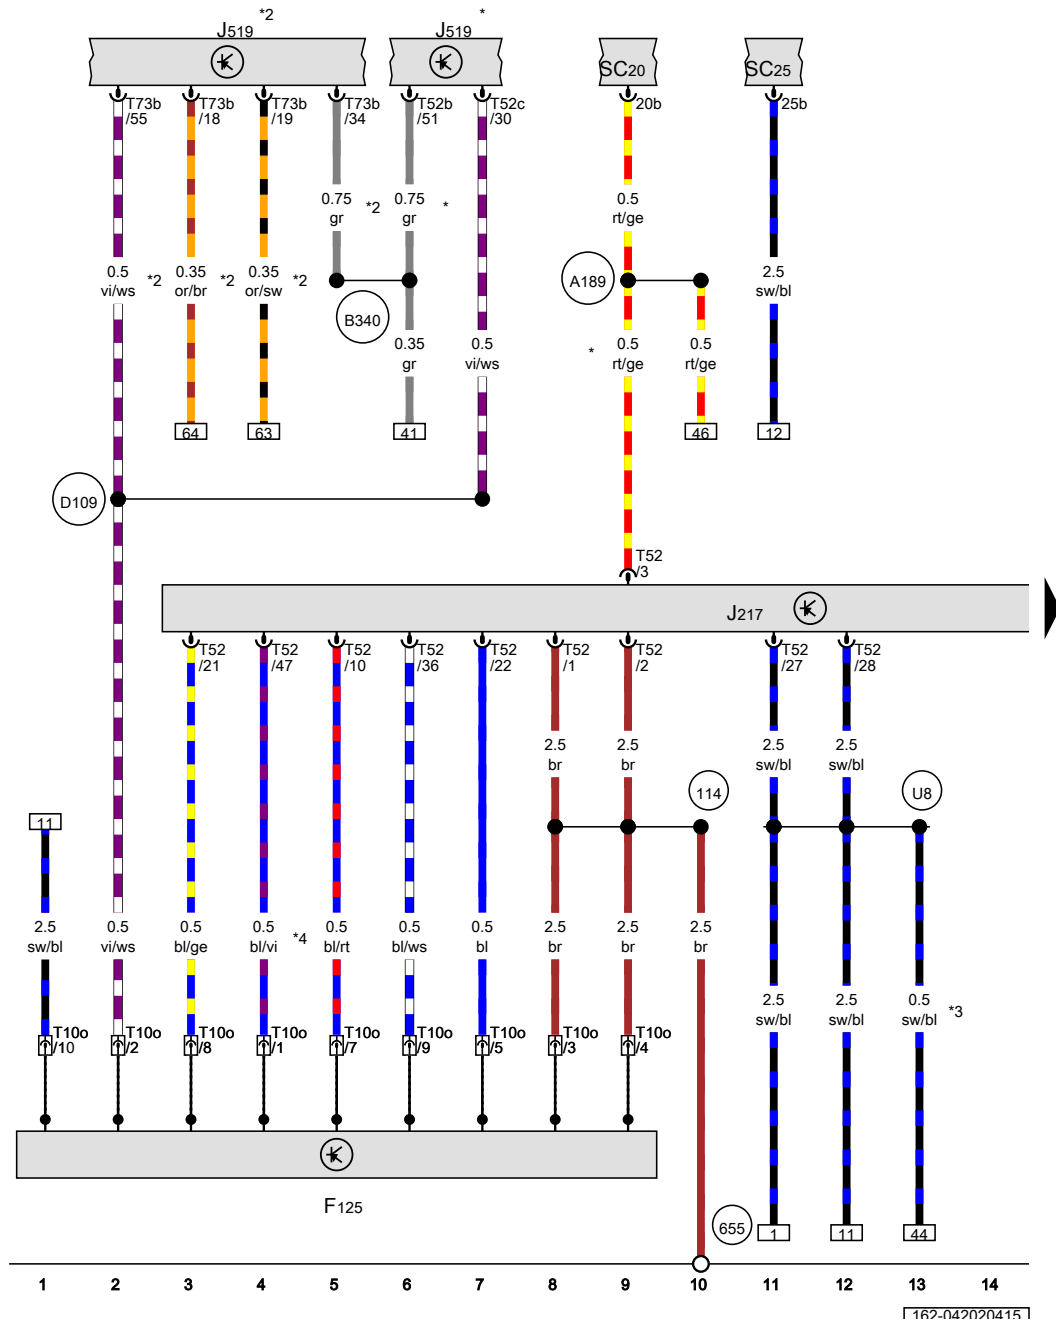 J519 *2
J519 *
SC20
SC25
T73b /55
T73b /18
T73b /19
T73b /34
T52b /51
T52c /30
20b
25b
0.75 gr *2
0.75 gr *
0.5 rt/ge
0.5 vi/ws *2
0.35 or/br *2
0.35 or/sw *2
A189
2.5 sw/bl
B340
0.35 gr
0.5 vi/ws
* 0.5 rt/ge
0.5 rt/ge
64
63
41
46
12
D109
T52 /3
J217
T52 /21
T52 /47
T52 /10
T52 /36
T52 /22
T52 /1
T52 /2
T52 /27
T52 /28
2.5 br
2.5 br
2.5 sw/bl
2.5 sw/bl
114
U8
11
2.5 sw/bl
0.5 vi/ws
0.5 bl/ge
0.5 bl/vi *4
0.5 bl/rt
0.5 bl/ws
0.5 bl
2.5 br
2.5 br
2.5 br
2.5 sw/bl
2.5 sw/bl
0.5 sw/bl *3
T10o /10
T10o /2
T10o /8
T10o /1
T10o /7
T10o /9
T10o /5
T10o /3
T10o /4
F125
655
1
11
44
1 2 3 4 5 6 7 8 9 10 11 12 13 14
162-042020415